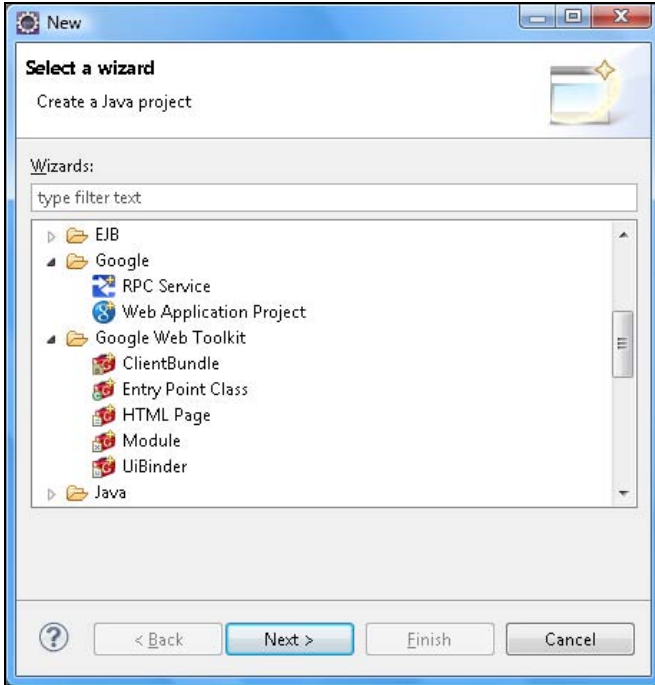 New
Select a wizard
Create a Java project
Wizards:
type filter text
EJB
Google
RPC Service
Web Application Project
Google Web Toolkit
ClientBundle
Entry Point Class
HTML Page
Module
UiBinder
Java
< Back Next > Finish Cancel